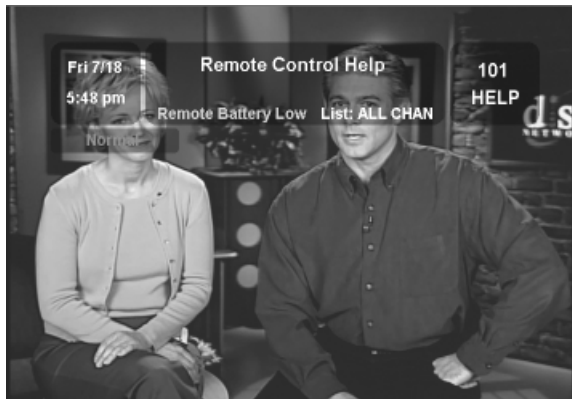 Fri 7/18
5:48 pm
Remote Control Help
Remote Battery Low List: ALL CHAN
101
HELP
Normal